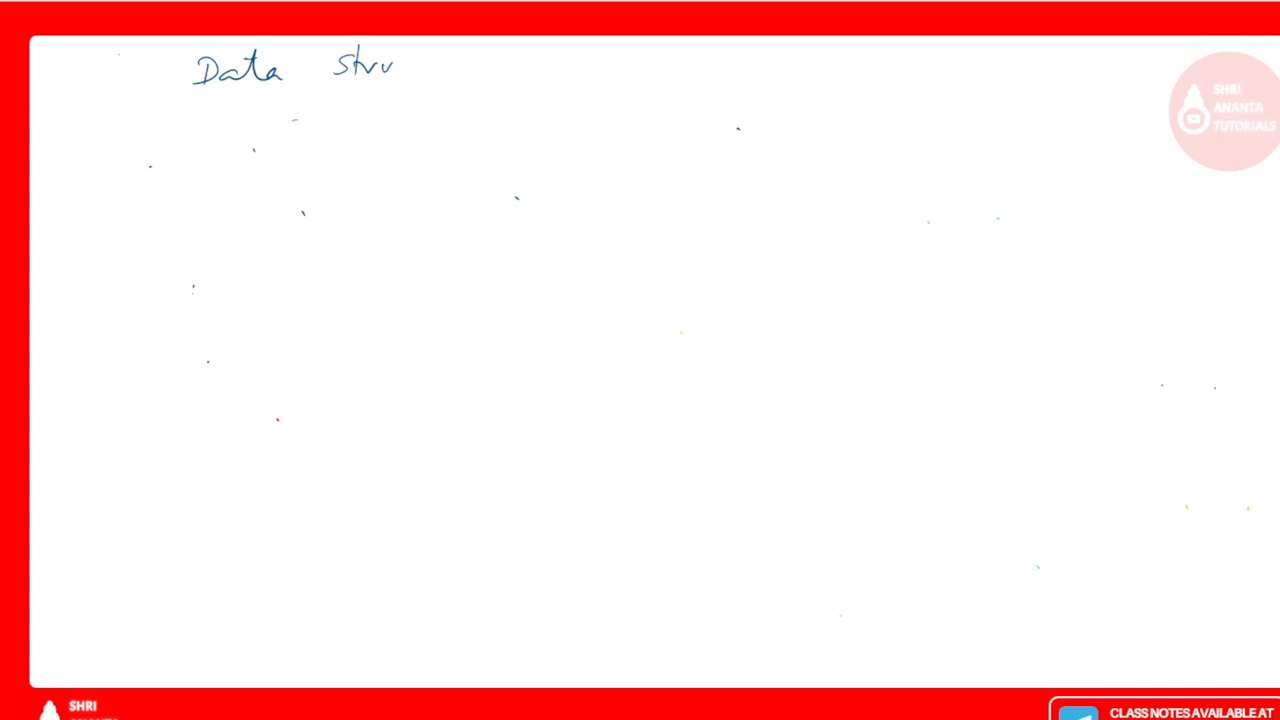 Data Stru
SHRI
ANANTA
TUTORIALS
SHRI
CLASS NOTES AVAILABLE AT